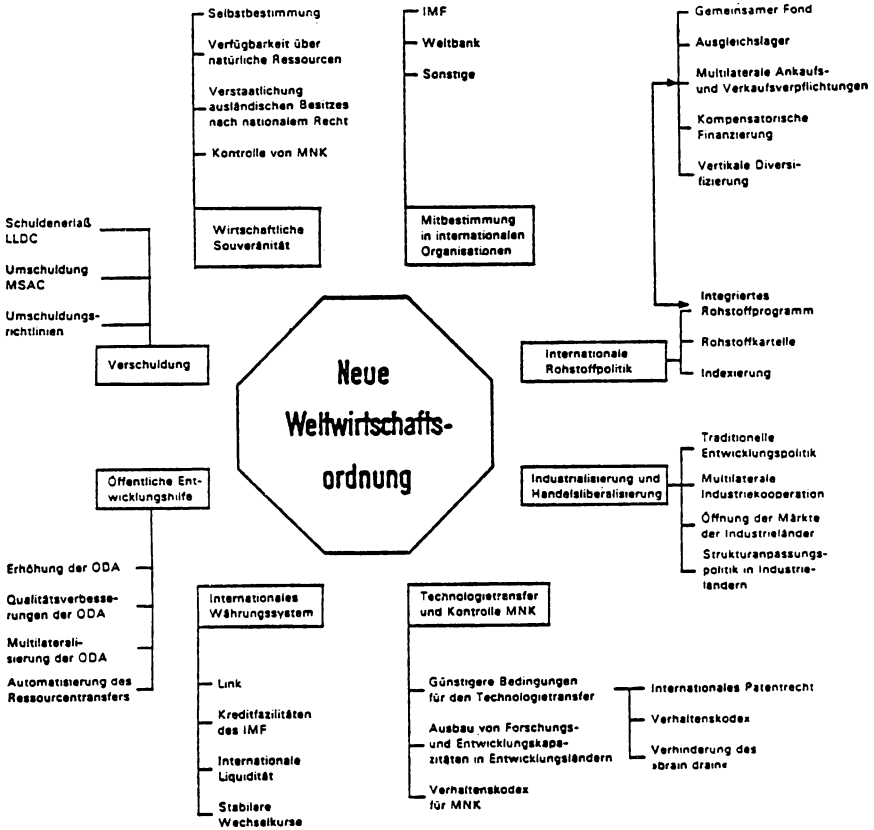 Selbstbestimmung
Verfügbarkeit über
natürliche Ressourcen
Verstaatlichung
ausländischen Besitzes
nach nationalem Recht
Kontrolle von MNK
Wirtschaftliche
Souveränität
IMF
Weltbank
Sonstige
Mitbestimmung
in internationalen
Organisationen
Gemeinsamer Fond
Ausgleichslager
Multilaterale Ankaufs-
und Verkaufsverpflichtungen
Kompensatorische
Finanzierung
Vertikale Diversi-
fizierung
Integriertes
Rohstoffprogramm
Rohstoffkartelle
Indexierung
Internationale
Rohstoffpolitik
Schuldenerlaß
LLDC
Umschuldung
MSAC
Umschuldungs-
richtlinien
Verschuldung
Neue
Weltwirtschafts-
ordnung
Traditionelle
Entwicklungspolitik
Multilaterale
Industriekooperation
Öffnung der Märkte
der Industrieländer
Strukturanpassungs-
politik in Industrie-
ländern
Industrialisierung und
Handelsliberalisierung
Öffentliche Ent-
wicklungshilfe
Erhöhung der ODA
Qualitätsverbesse-
rungen der ODA
Multilaterali-
sierung der ODA
Automatisierung des
Ressourcentransfers
Internationales
Währungssystem
Link
Kreditfazilitäten
des IMF
Internationale
Liquidität
Stabilere
Wechselkurse
Technologietransfer
und Kontrolle MNK
Günstigere Bedingungen
für den Technologietransfer
Ausbau von Forschungs-
und Entwicklungskapa-
zitäten in Entwicklungsländern
Verhaltenskodex
für MNK
Internationales Patentrecht
Verhaltenskodex
Verhinderung des
»brain drain«